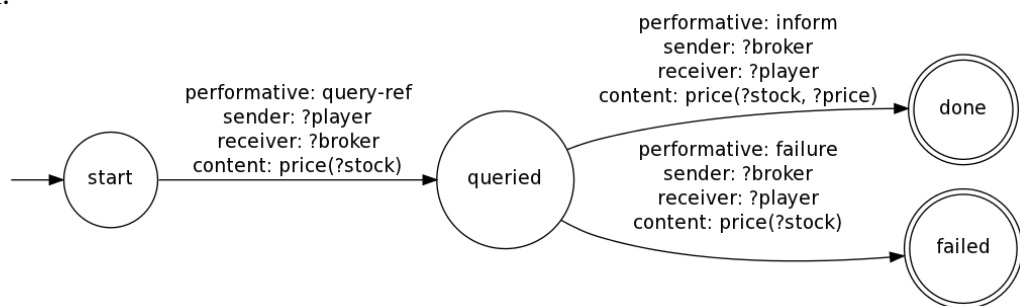 performative: inform
sender: ?broker
receiver: ?player
content: price(?stock, ?price)
done
performative: query-ref
sender: ?player
receiver: ?broker
content: price(?stock)
start
queried
performative: failure
sender: ?broker
receiver: ?player
content: price(?stock)
failed